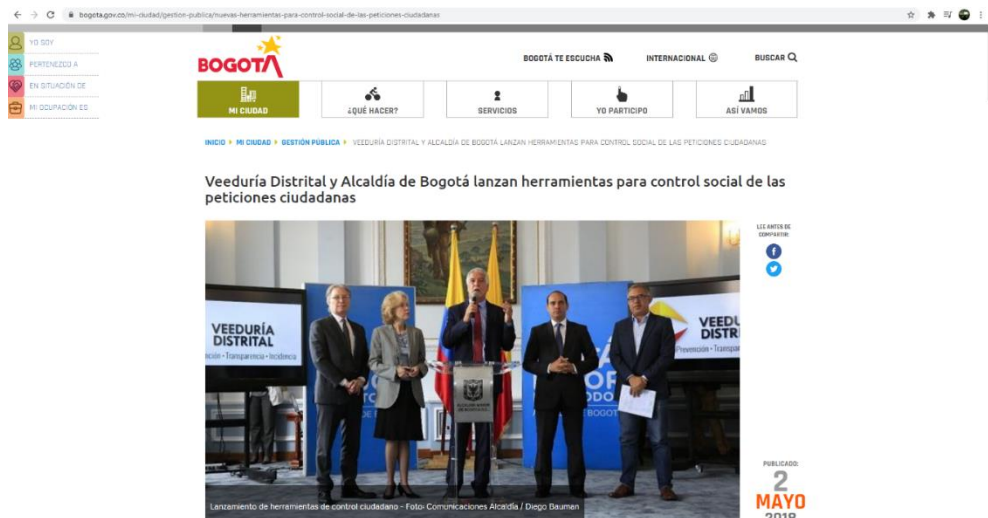 bogota.gov.co/mi-ciudad/gestion-publica/nuevas-herramientas-para-control-social-de-las-peticiones-ciudadanas
YO SOY
PERTENEZCO A
EN SITUACIÓN DE
MI OCUPACIÓN ES
BOGOTÁ
BOGOTÁ TE ESCUCHA
INTERNACIONAL
BUSCAR
MI CIUDAD
¿QUÉ HACER?
SERVICIOS
YO PARTICIPO
ASÍ VAMOS
INICIO MI CIUDAD GESTIÓN PÚBLICA VEEDURÍA DISTRITAL Y ALCALDÍA DE BOGOTÁ LANZAN HERRAMIENTAS PARA CONTROL SOCIAL DE LAS PETICIONES CIUDADANAS
Veeduría Distrital y Alcaldía de Bogotá lanzan herramientas para control social de las
peticiones ciudadanas
LEE ANTES DE
COMPARTIR:
VEEDURÍA
DISTRITAL
Transparencia • Incidencia
VEEDU
DISTR
Prevención • Transpar
Lanzamiento de herramientas de control ciudadano - Foto: Comunicaciones Alcaldía / Diego Bauman
PUBLICADO:
2
MAYO
2018